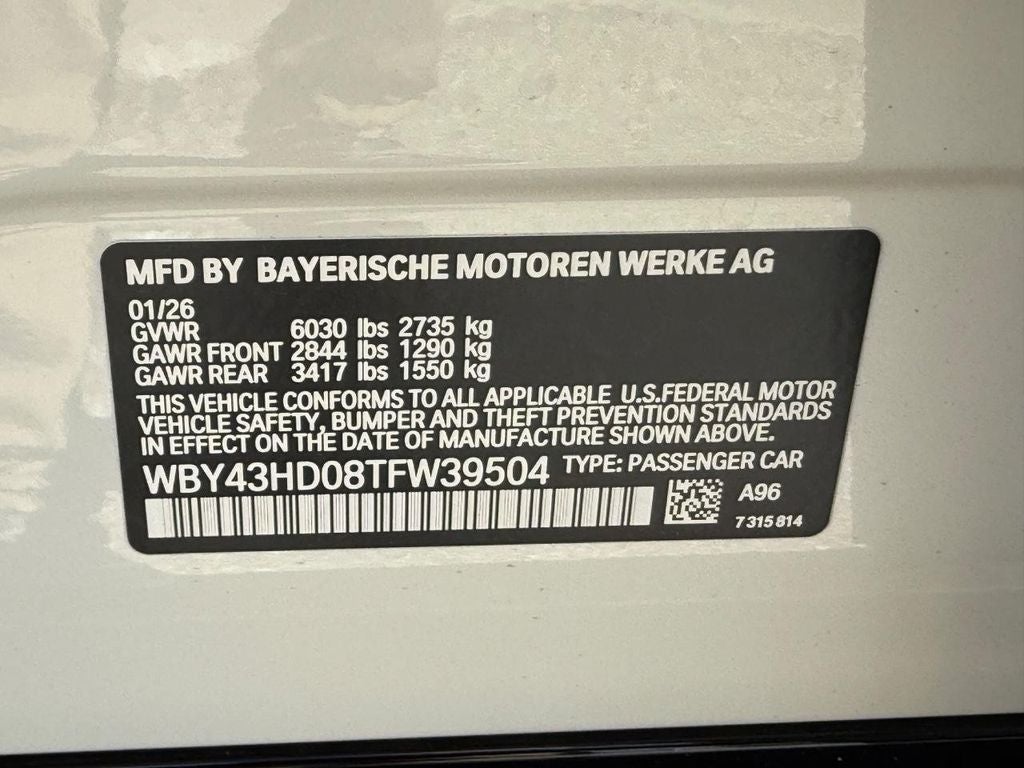 MFD BY BAYERISCHE MOTOREN WERKE AG
01/26
GVWR 6030 lbs 2735 kg
GAWR FRONT 2844 lbs 1290 kg
GAWR REAR 3417 lbs 1550 kg
THIS VEHICLE CONFORMS TO ALL APPLICABLE U.S.FEDERAL MOTOR
VEHICLE SAFETY, BUMPER AND THEFT PREVENTION STANDARDS
IN EFFECT ON THE DATE OF MANUFACTURE SHOWN ABOVE.
WBY43HD08TFW39504 TYPE: PASSENGER CAR
A96
7 315 814